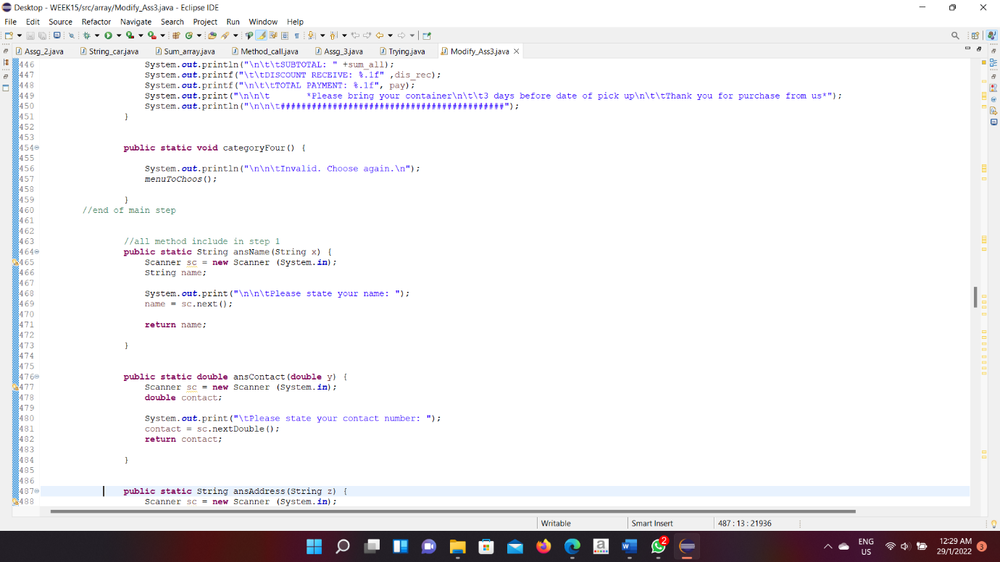 Desktop - WEEK15/src/array/Modify_Ass3.java - Eclipse IDE
File Edit Source Refactor Navigate Search Project Run Window Help
Assg_2.java String_car.java Sum_array.java Method_call.java Assg_3.java Trying.java Modify_Ass3.java
446 System.out.println("\n\t\tSUBTOTAL: " +sum_all);
447 System.out.printf("\t\tDISCOUNT RECEIVE: %.1f" ,dis_rec);
448 System.out.printf("\n\t\tTOTAL PAYMENT: %.1f", pay);
449 System.out.print("\n\n\t *Please bring your container\n\t\t3 days before date of pick up\n\t\tThank you for purchase from us*");
450 System.out.println("\n\n\t###########################################");
451 }
452
453
454 public static void categoryFour() {
455
456 System.out.println("\n\n\tInvalid. Choose again.\n");
457 menuToChoos();
458
459 }
460 //end of main step
461
462
463 //all method include in step 1
464 public static String ansName(String x) {
465 Scanner sc = new Scanner (System.in);
466 String name;
467
468 System.out.print("\n\n\tPlease state your name: ");
469 name = sc.next();
470
471 return name;
472
473 }
474
475
476 public static double ansContact(double y) {
477 Scanner sc = new Scanner (System.in);
478 double contact;
479
480 System.out.print("\tPlease state your contact number: ");
481 contact = sc.nextDouble();
482 return contact;
483
484 }
485
486
487 public static String ansAddress(String z) {
488 Scanner sc = new Scanner (System.in);
Writable Smart Insert 487 : 13 : 21936
2
ENG
US
12:29 AM
29/1/2022
3